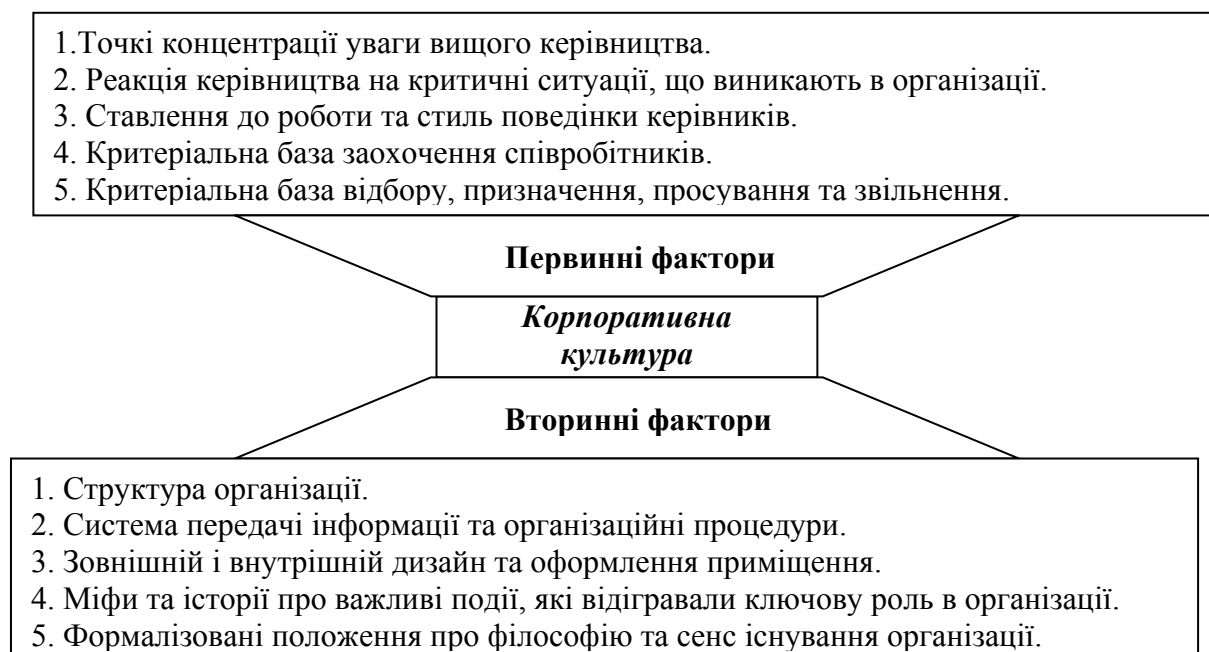 1.Точкі концентрації уваги вищого керівництва.
2. Реакція керівництва на критичні ситуації, що виникають в організації.
3. Ставлення до роботи та стиль поведінки керівників.
4. Критеріальна база заохочення співробітників.
5. Критеріальна база відбору, призначення, просування та звільнення.
Первинні фактори
Корпоративна
культура
Вторинні фактори
1. Структура організації.
2. Система передачі інформації та організаційні процедури.
3. Зовнішній і внутрішній дизайн та оформлення приміщення.
4. Міфи та історії про важливі події, які відігравали ключову роль в організації.
5. Формалізовані положення про філософію та сенс існування організації.